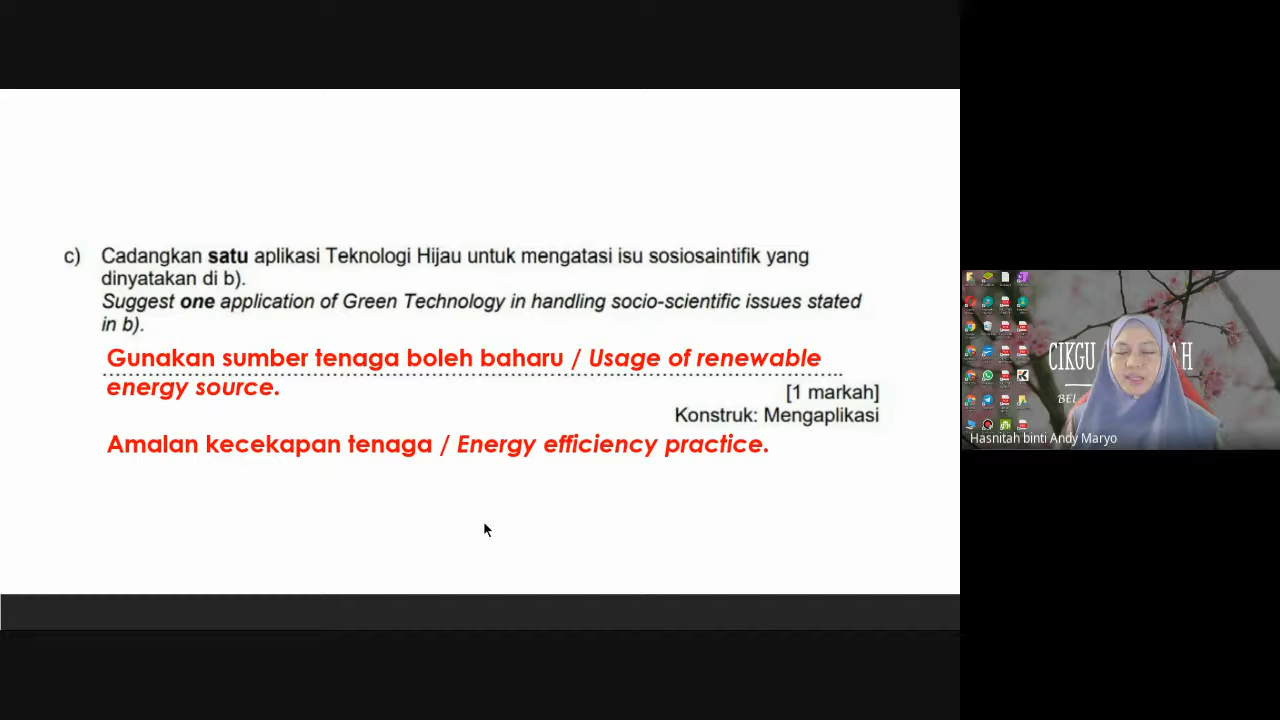 c) Cadangkan satu aplikasi Teknologi Hijau untuk mengatasi isu sosiosaintifik yang
dinyatakan di b).
Suggest one application of Green Technology in handling socio-scientific issues stated
in b).
Gunakan sumber tenaga boleh baharu / Usage of renewable
energy source.
[1 markah]
Konstruk: Mengaplikasi
Amalan kecekapan tenaga / Energy efficiency practice.
CIKGU
BEL
Hasnitah binti Andy Maryo